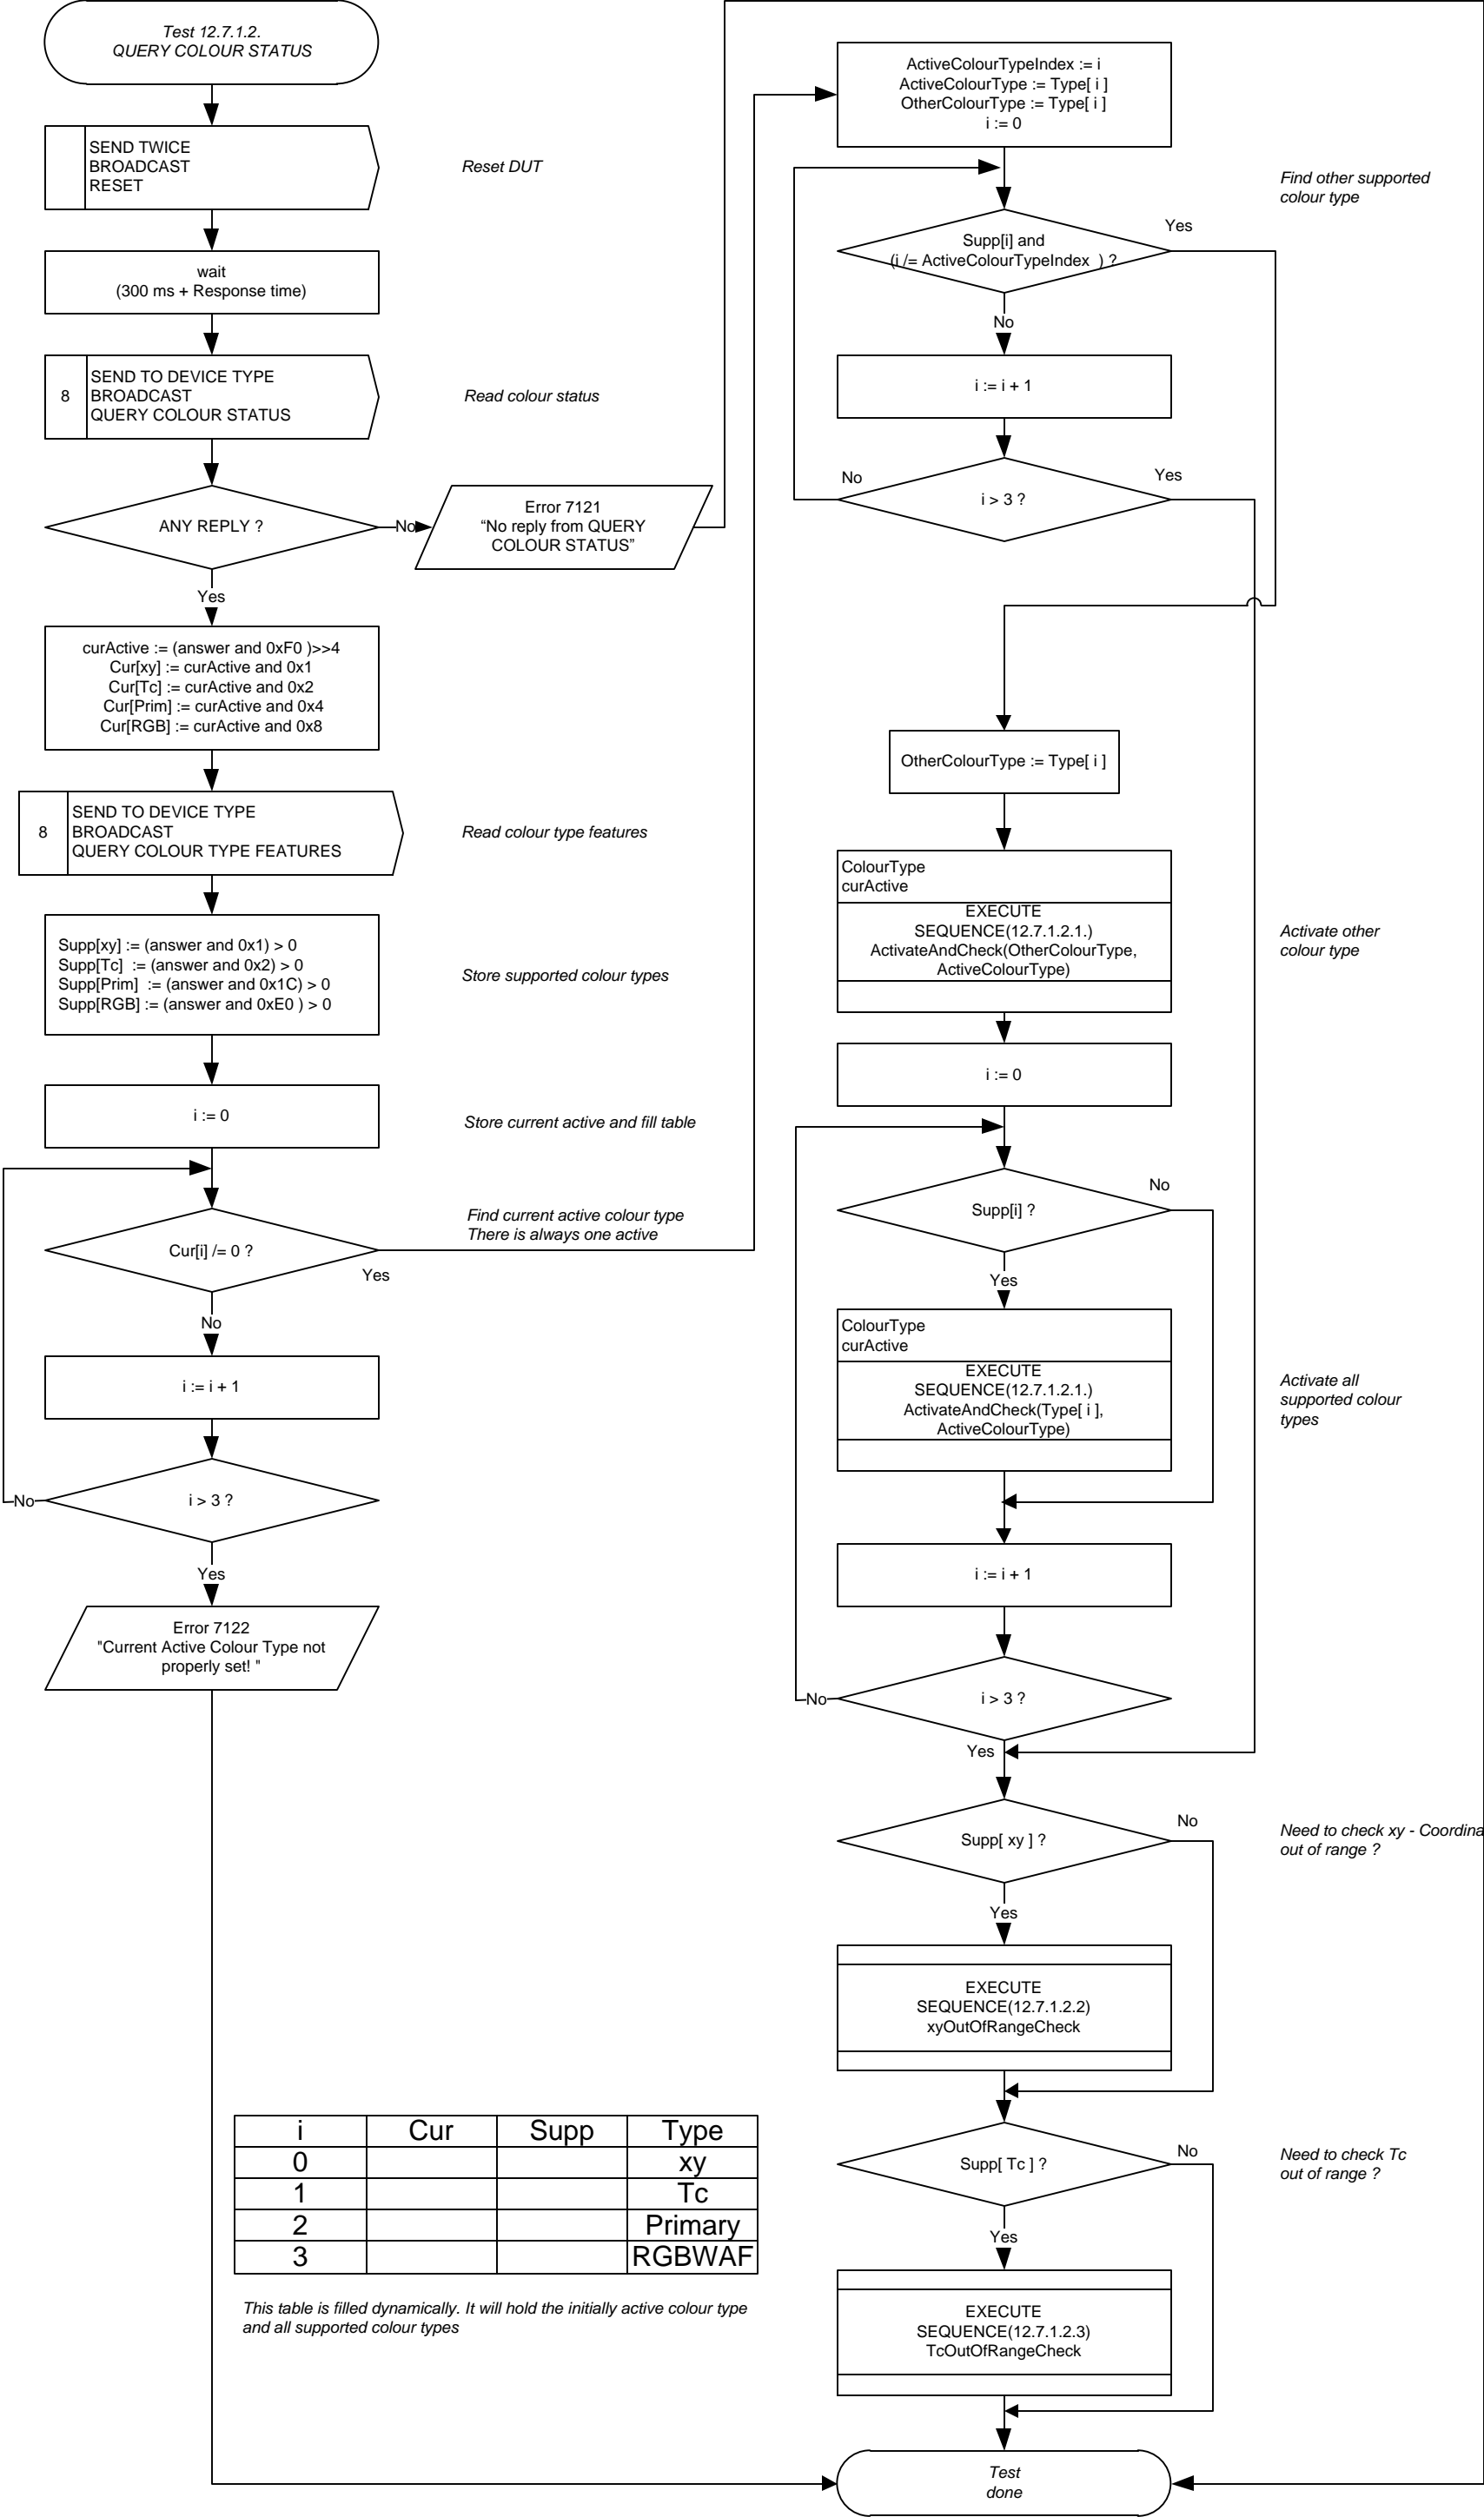 Test 12.7.1.2.
QUERY COLOUR STATUS
SEND TWICE
BROADCAST
RESET
Reset DUT
wait
(300 ms + Response time)
8
SEND TO DEVICE TYPE
BROADCAST
QUERY COLOUR STATUS
Read colour status
ANY REPLY ?
No
Error 7121
“No reply from QUERY
COLOUR STATUS”
Yes
curActive := (answer and 0xF0 )>>4
Cur[xy] := curActive and 0x1
Cur[Tc] := curActive and 0x2
Cur[Prim] := curActive and 0x4
Cur[RGB] := curActive and 0x8
8
SEND TO DEVICE TYPE
BROADCAST
QUERY COLOUR TYPE FEATURES
Read colour type features
Supp[xy] := (answer and 0x1) > 0
Supp[Tc] := (answer and 0x2) > 0
Supp[Prim] := (answer and 0x1C) > 0
Supp[RGB] := (answer and 0xE0 ) > 0
Store supported colour types
i := 0
Store current active and fill table
Find current active colour type
There is always one active
Cur[i] /= 0 ?
Yes
No
i := i + 1
i > 3 ?
No
Yes
Error 7122
"Current Active Colour Type not
properly set! "
i Cur Supp Type
0 xy
1 Tc
2 Primary
3 RGBWAF
This table is filled dynamically. It will hold the initially active colour type
and all supported colour types
ActiveColourTypeIndex := i
ActiveColourType := Type[ i ]
OtherColourType := Type[ i ]
i := 0
Find other supported
colour type
Supp[i] and
(i /= ActiveColourTypeIndex ) ?
Yes
No
i := i + 1
i > 3 ?
No
Yes
OtherColourType := Type[ i ]
ColourType
curActive
EXECUTE
SEQUENCE(12.7.1.2.1.)
ActivateAndCheck(OtherColourType,
ActiveColourType)
Activate other
colour type
i := 0
Supp[i] ?
No
Yes
ColourType
curActive
EXECUTE
SEQUENCE(12.7.1.2.1.)
ActivateAndCheck(Type[ i ],
ActiveColourType)
Activate all
supported colour
types
i := i + 1
i > 3 ?
No
Yes
Supp[ xy ] ?
No
Need to check xy - Coordina
out of range ?
Yes
EXECUTE
SEQUENCE(12.7.1.2.2)
xyOutOfRangeCheck
Supp[ Tc ] ?
No
Need to check Tc
out of range ?
Yes
EXECUTE
SEQUENCE(12.7.1.2.3)
TcOutOfRangeCheck
Test
done